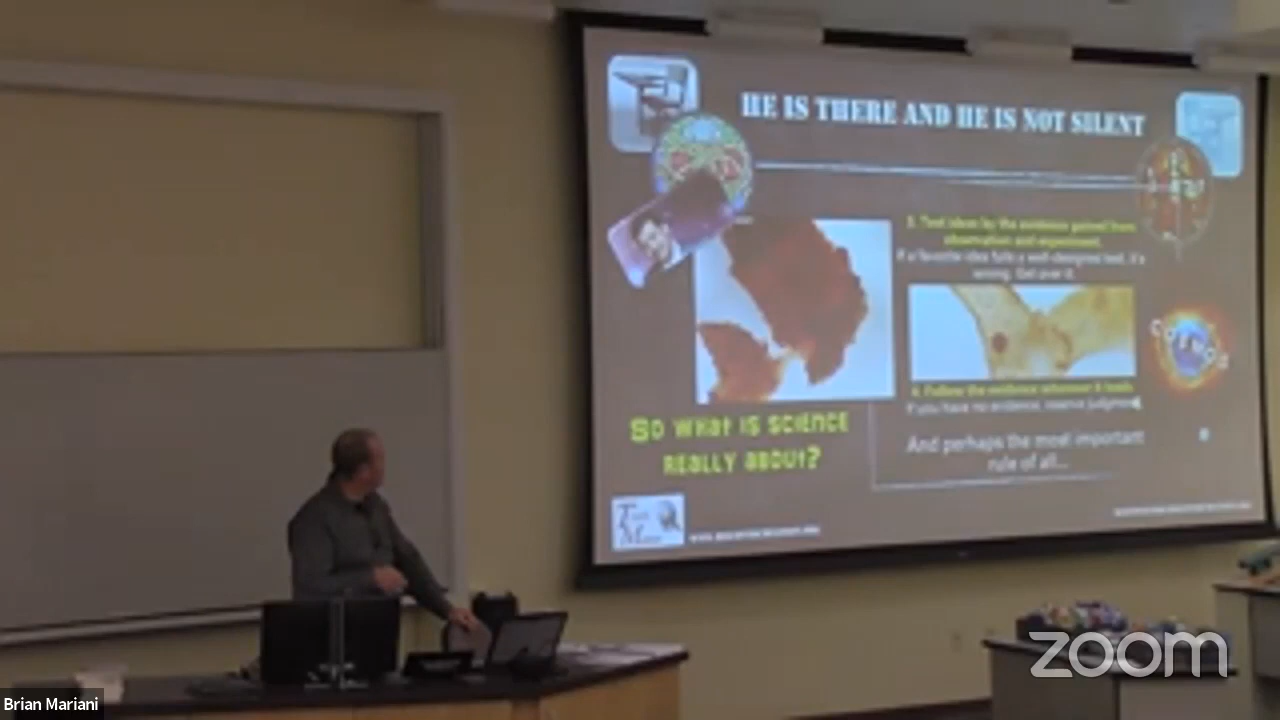 HE IS THERE AND HE IS NOT SILENT
3. Test ideas by the evidence gained from
observation and experiment.
If a favorite idea fails a well-designed test, it's
wrong. Get over it.
COSMOS
4. Follow the evidence wherever it leads.
If you have no evidence, reserve judgment.
SO WHAT IS SCIENCE
REALLY ABOUT?
And perhaps the most important
rule of all...
zoom
Brian Mariani